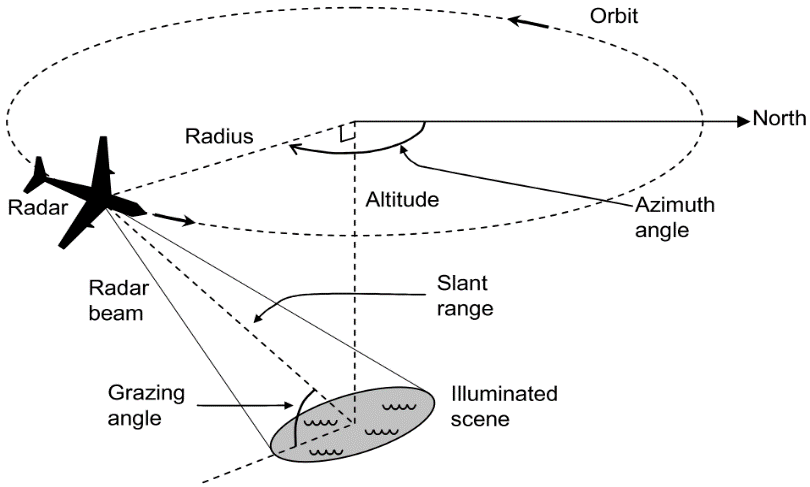 Orbit
North
Radius
Altitude
Azimuth
angle
Radar
Radar
beam
Slant
range
Grazing
angle
Illuminated
scene